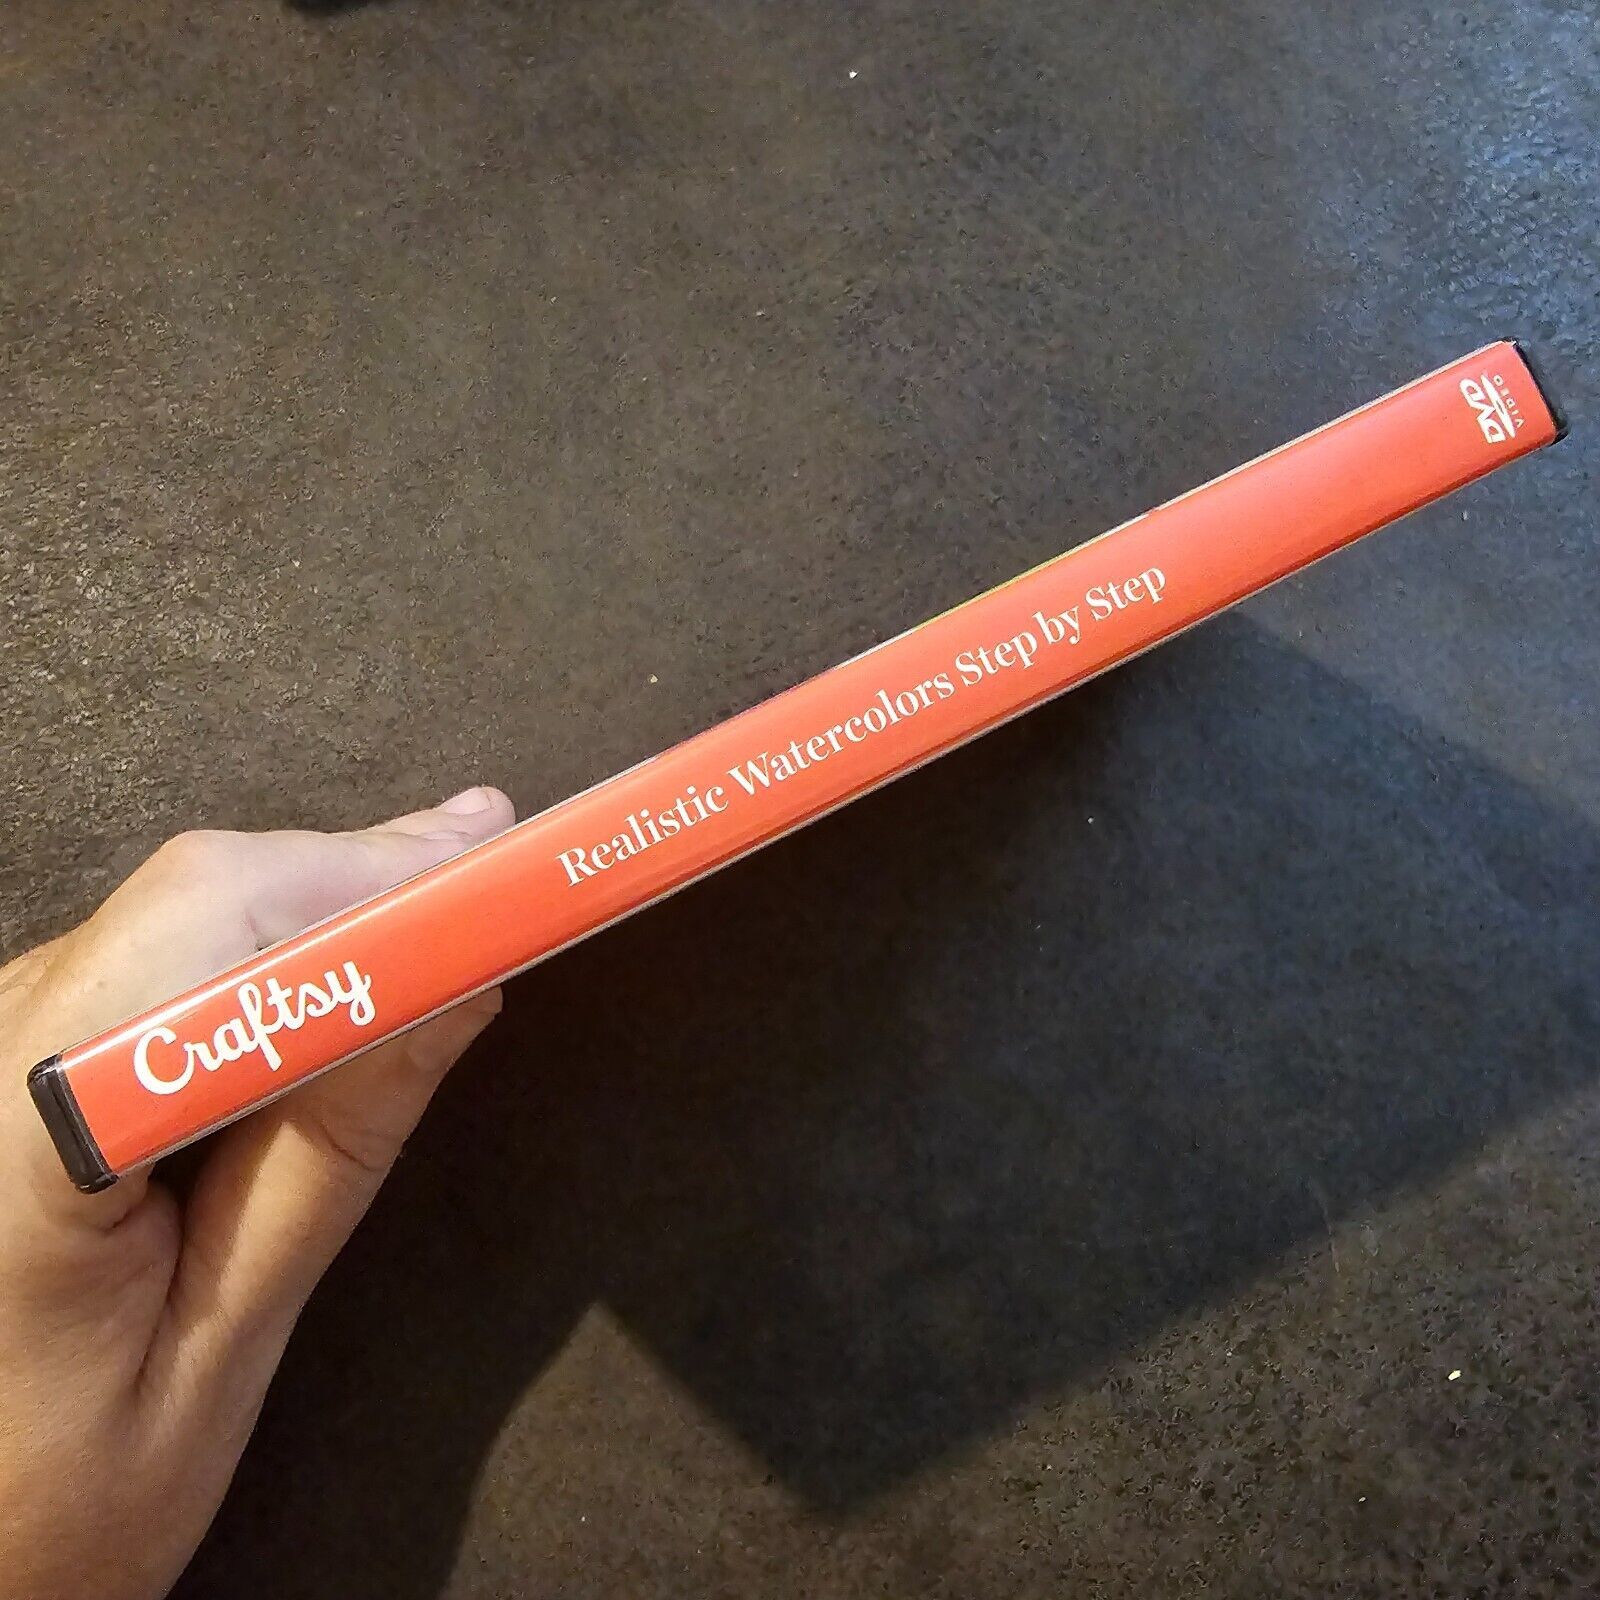 Craftsy
Realistic Watercolors Step by Step
DVD
VIDEO